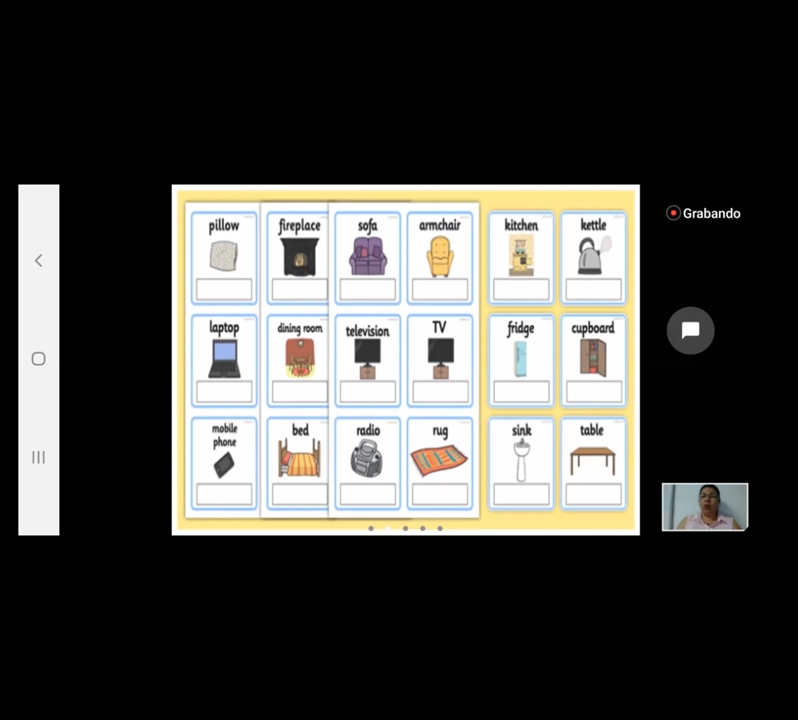 pillow
fireplace
sofa
armchair
kitchen
kettle
Grabando
laptop
dining room
television
TV
fridge
cupboard
mobile
phone
bed
radio
rug
sink
table